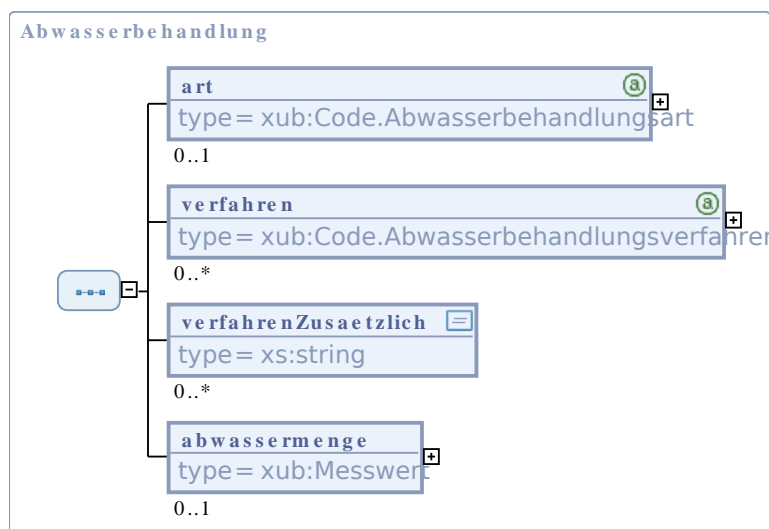 Abwasserbehandlung
art
type= xub:Code.Abwasserbehandlungsart
0..1
verfahren
type= xub:Code.Abwasserbehandlungsverfahren
0..*
verfahrenZusaetzlich
type= xs:string
0..*
abwassermenge
type= xub:Messwert
0..1